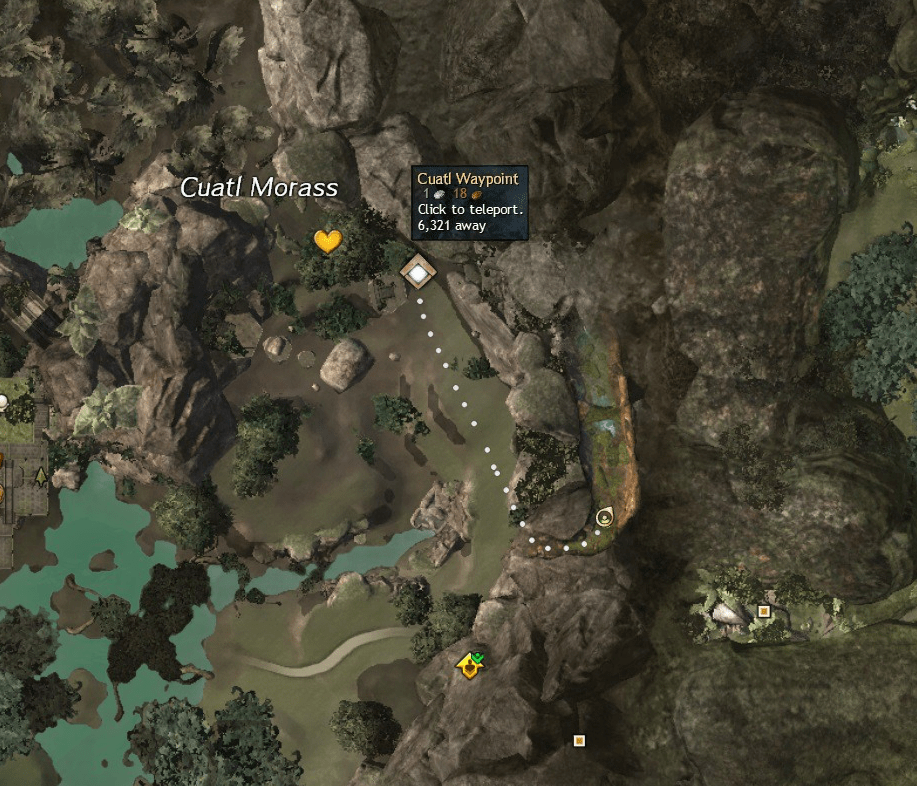 Cuatl Morass
Cuatl Waypoint
1 18
Click to teleport.
6,321 away